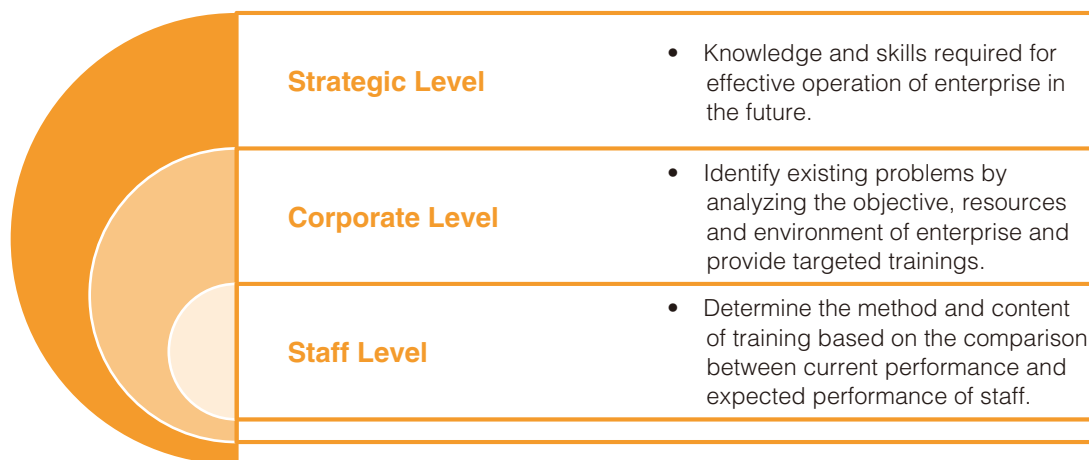 Strategic Level
• Knowledge and skills required for
effective operation of enterprise in
the future.
Corporate Level
• Identify existing problems by
analyzing the objective, resources
and environment of enterprise and
provide targeted trainings.
Staff Level
• Determine the method and content
of training based on the comparison
between current performance and
expected performance of staff.